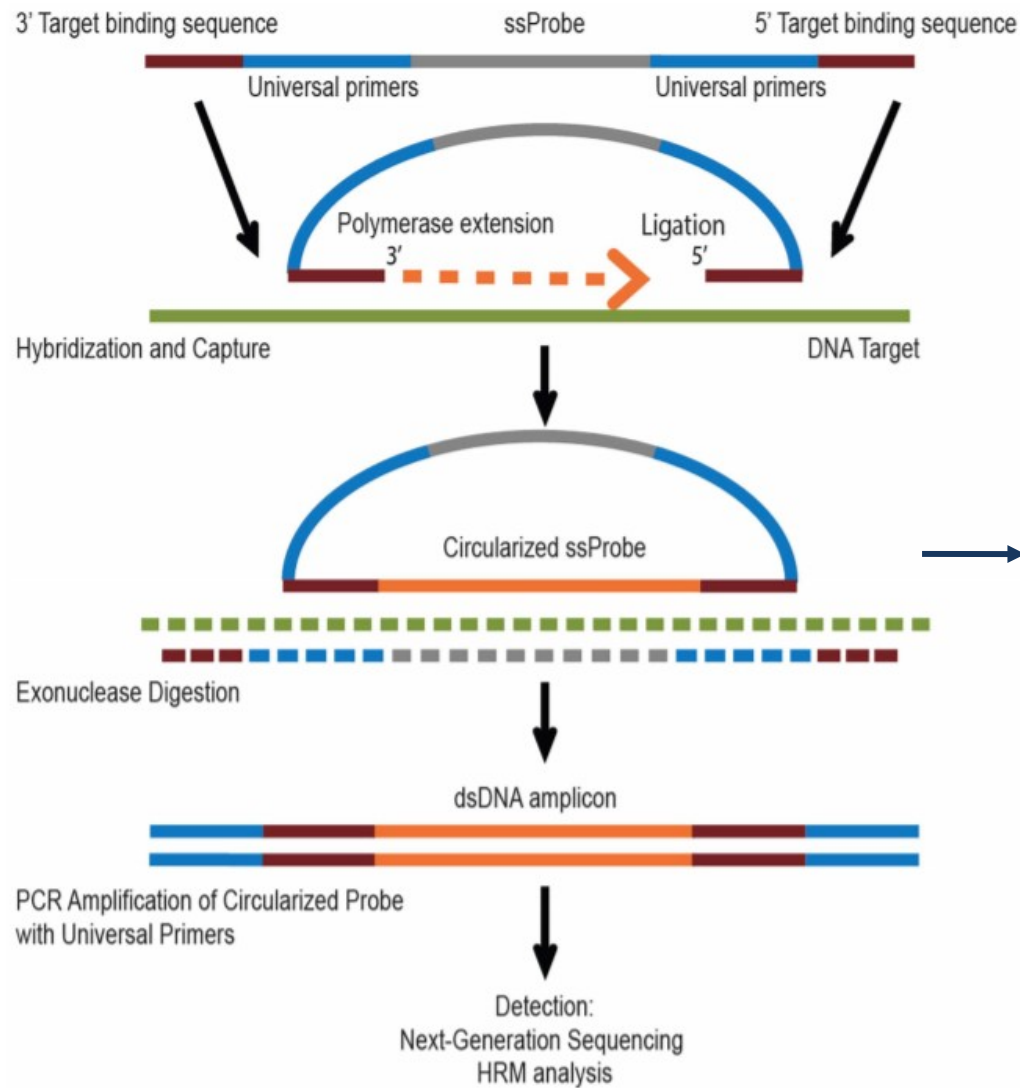 3’ Target binding sequence
ssProbe
5’ Target binding sequence
Universal primers
Universal primers
Polymerase extension
Ligation
3’
5’
Hybridization and Capture
DNA Target
Circularized ssProbe
Exonuclease Digestion
dsDNA amplicon
PCR Amplification of Circularized Probe
with Universal Primers
Detection:
Next-Generation Sequencing
HRM analysis